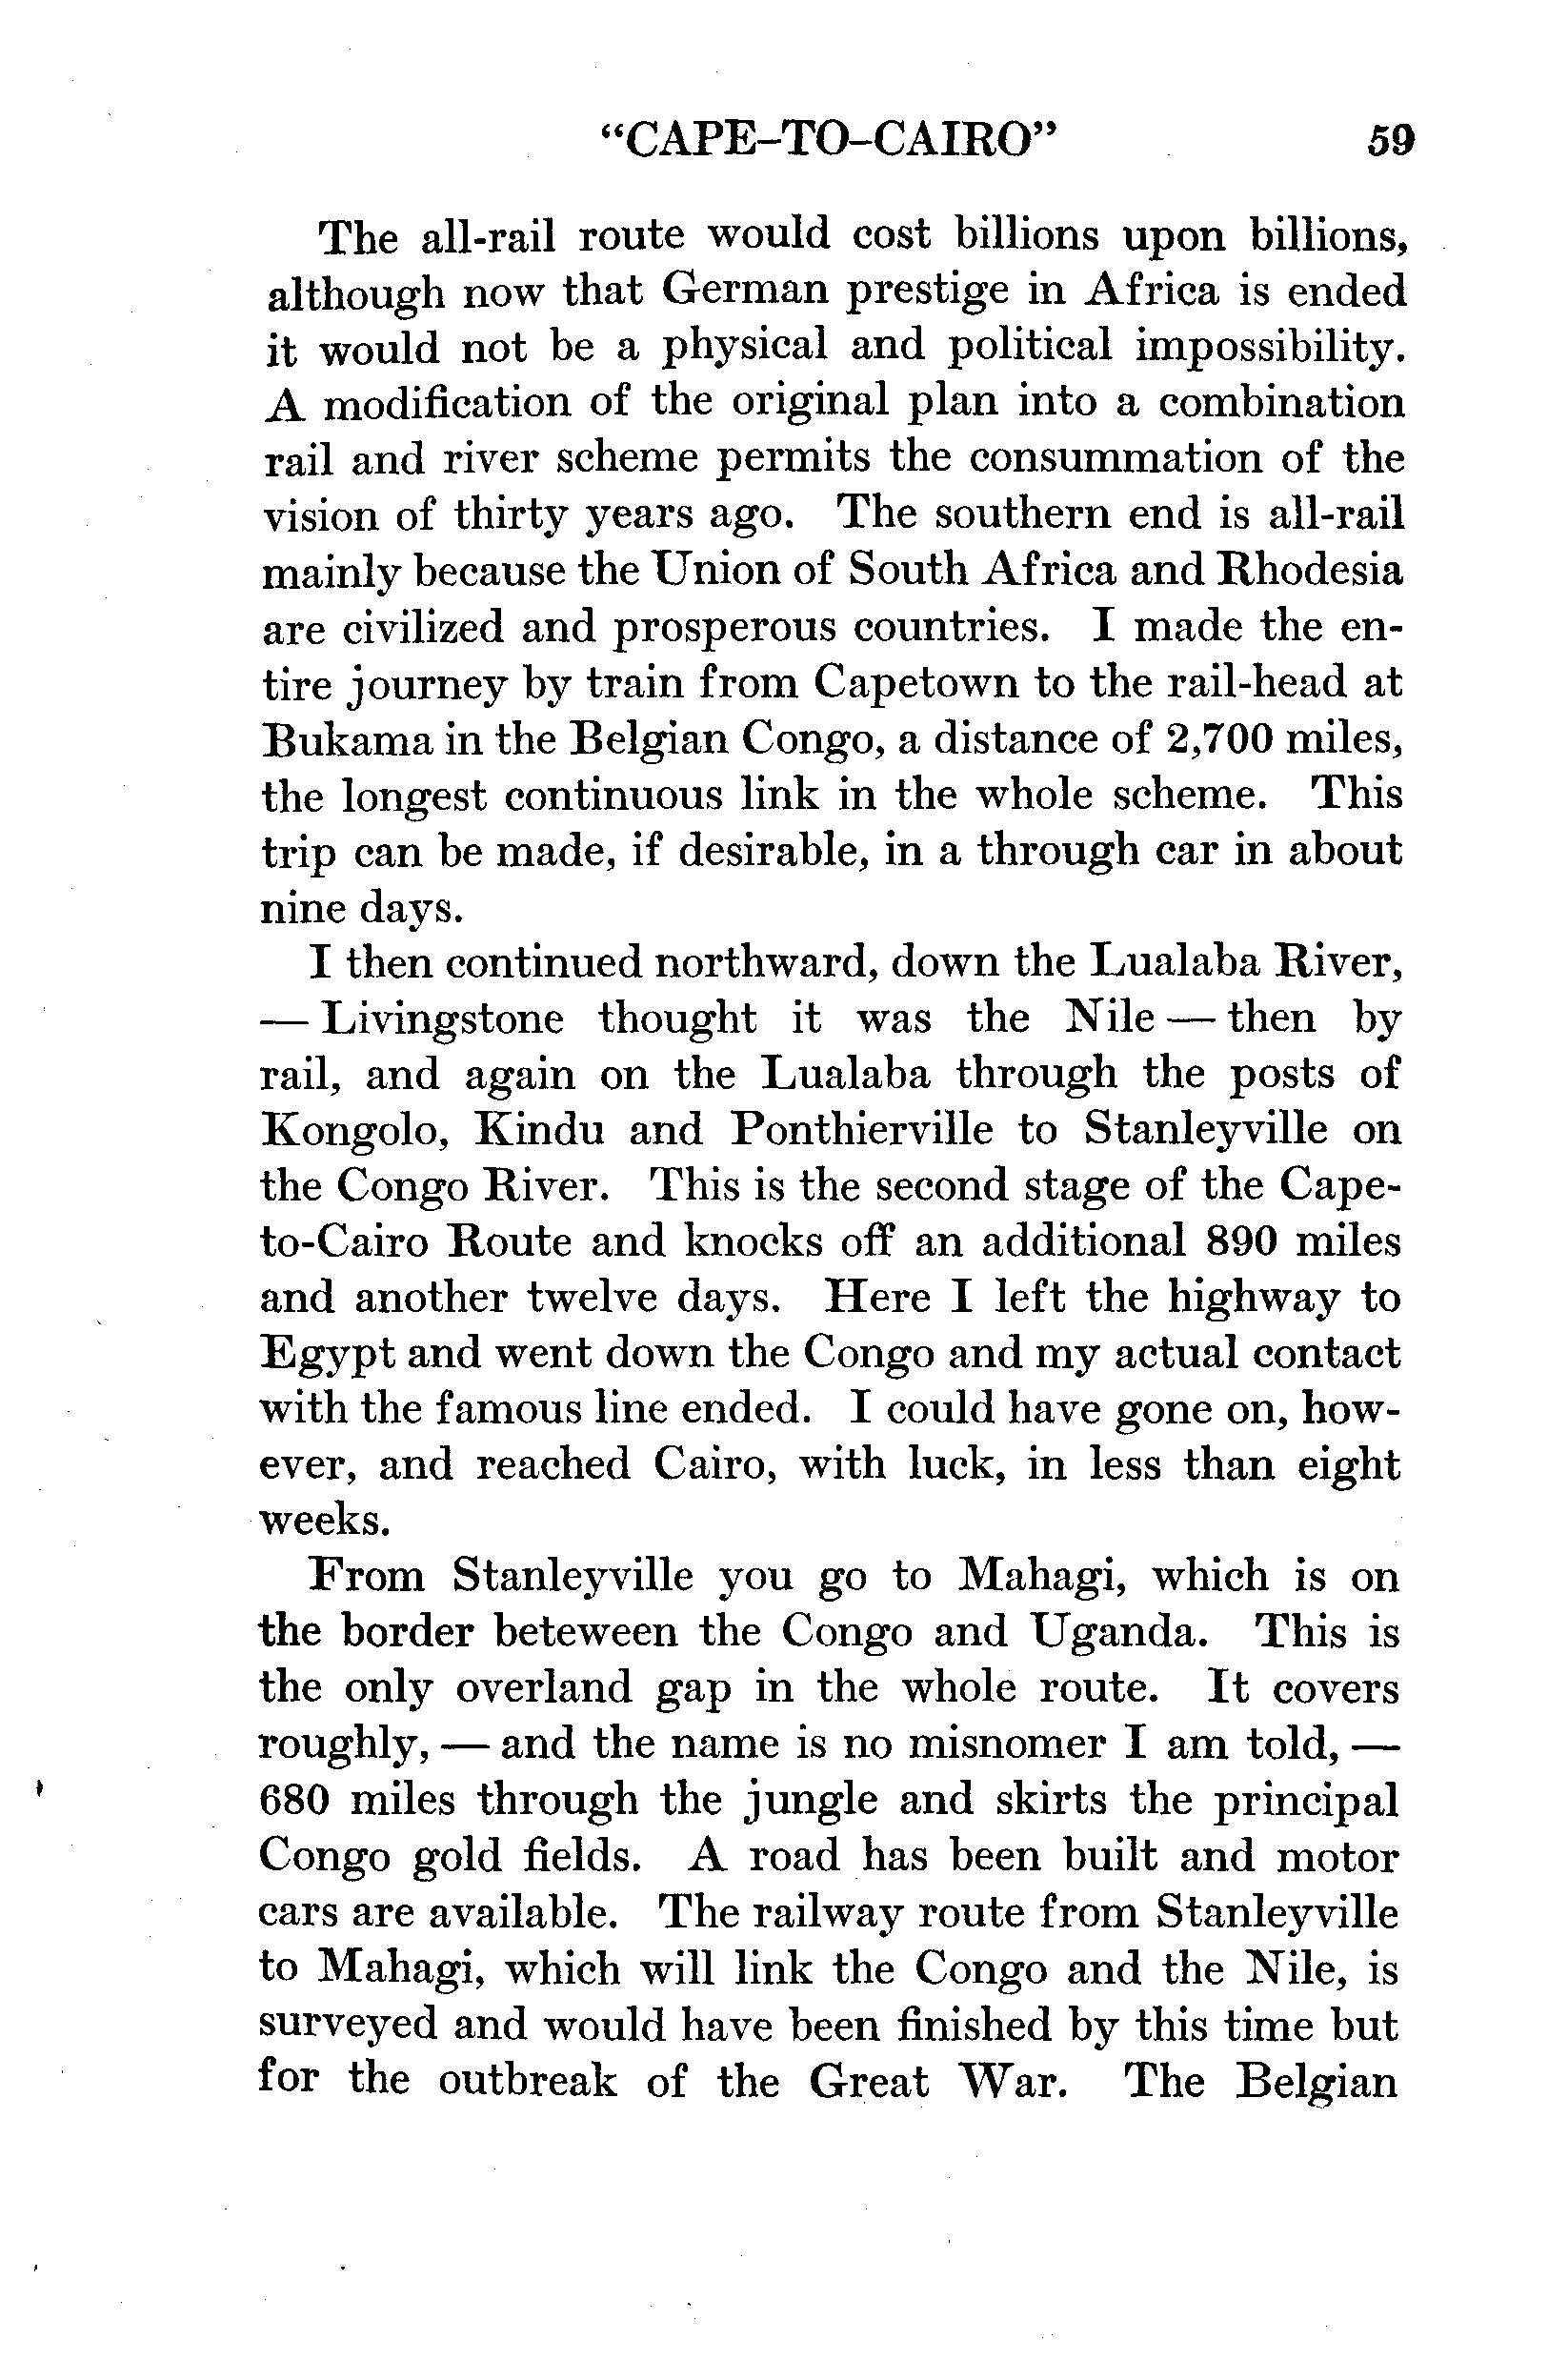 "CAPE-TO-CAIRO" 59
The all-rail route would cost billions upon billions,
although now that German prestige in Africa is ended
it would not be a physical and political impossibility.
A modification of the original plan into a combination
rail and river scheme permits the consummation of the
vision of thirty years ago. The southern end is all-rail
mainly because the Union of South Africa and Rhodesia
are civilized and prosperous countries. I made the en-
tire journey by train from Capetown to the rail-head at
Bukama in the Belgian Congo, a distance of 2,700 miles,
the longest continuous link in the whole scheme. This
trip can be made, if desirable, in a through car in about
nine days.
I then continued northward, down the Lualaba River,
— Livingstone thought it was the Nile — then by
rail, and again on the Lualaba through the posts of
Kongolo, Kindu and Ponthierville to Stanleyville on
the Congo River. This is the second stage of the Cape-
to-Cairo Route and knocks off an additional 890 miles
and another twelve days. Here I left the highway to
Egypt and went down the Congo and my actual contact
with the famous line ended. I could have gone on, how-
ever, and reached Cairo, with luck, in less than eight
weeks.
From Stanleyville you go to Mahagi, which is on
the border beteween the Congo and Uganda. This is
the only overland gap in the whole route. It covers
roughly, — and the name is no misnomer I am told, —
680 miles through the jungle and skirts the principal
Congo gold fields. A road has been built and motor
cars are available. The railway route from Stanleyville
to Mahagi, which will link the Congo and the Nile, is
surveyed and would have been finished by this time but
for the outbreak of the Great War. The Belgian